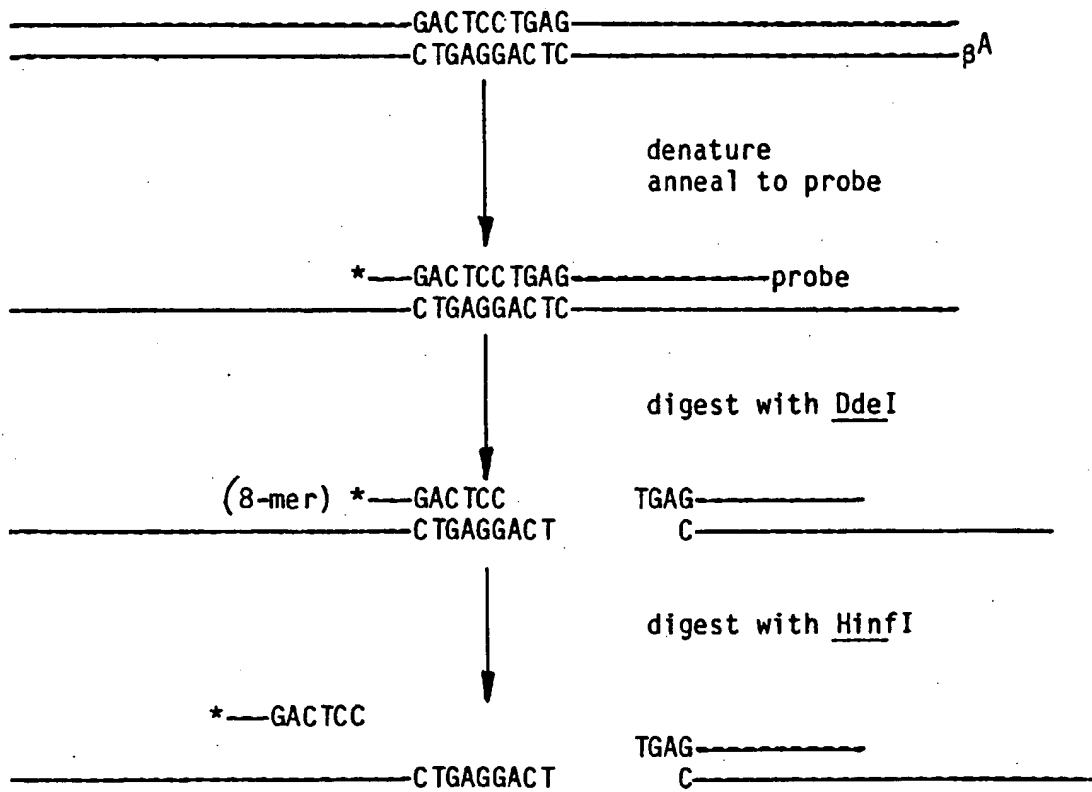 GACTCCTGAG
CTGAGGACTC βA
denature
anneal to probe
* GACTCCTGAG probe
CTGAGGACTC
digest with DdeI
(8-mer) * GACTCC TGAG
CTGAGGACT C
digest with HinfI
* GACTCC
TGAG
CTGAGGACT C